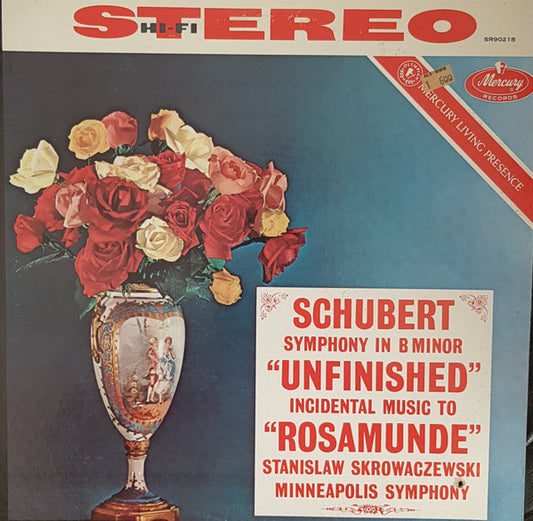 STEREO
HI-FI
SR90218
Mercury
RECORDS
MERCURY LIVING PRESENCE
SCHUBERT
SYMPHONY IN B MINOR
"UNFINISHED"
INCIDENTAL MUSIC TO
"ROSAMUNDE"
STANISLAW SKROWACZEWSKI
MINNEAPOLIS SYMPHONY